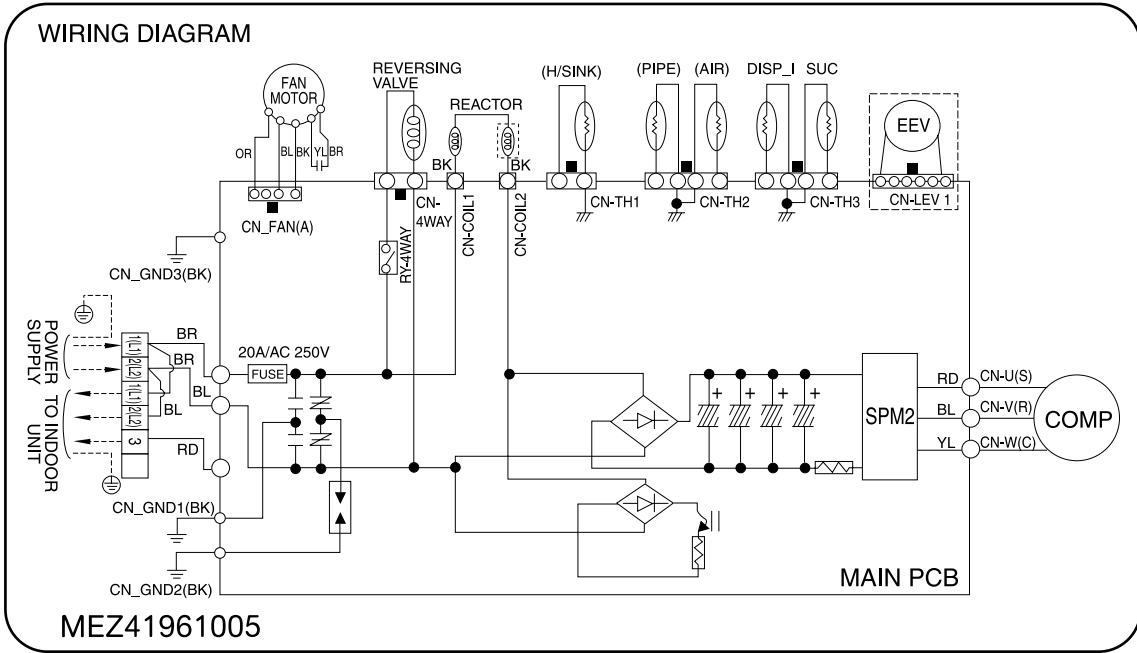 WIRING DIAGRAM
FAN
MOTOR
OR
BL
BK
YL
BR
CN_FAN(A)
REVERSING
VALVE
REACTOR
BK
BK
(H/SINK)
(PIPE)
(AIR)
DISP_I
SUC
EEV
CN-
4WAY
CN-COIL1
CN-COIL2
CN-TH1
CN-TH2
CN-TH3
CN-LEV 1
RY-4WAY
CN_GND3(BK)
POWER
SUPPLY
TO INDOOR
UNIT
1(L1)
2(L2)
1(L1)
2(L2)
3
BR
BR
BL
BL
RD
20A/AC 250V
FUSE
CN_GND1(BK)
CN_GND2(BK)
+
+
+
+
SPM2
RD
CN-U(S)
BL
CN-V(R)
YL
CN-W(C)
COMP
MAIN PCB
MEZ41961005